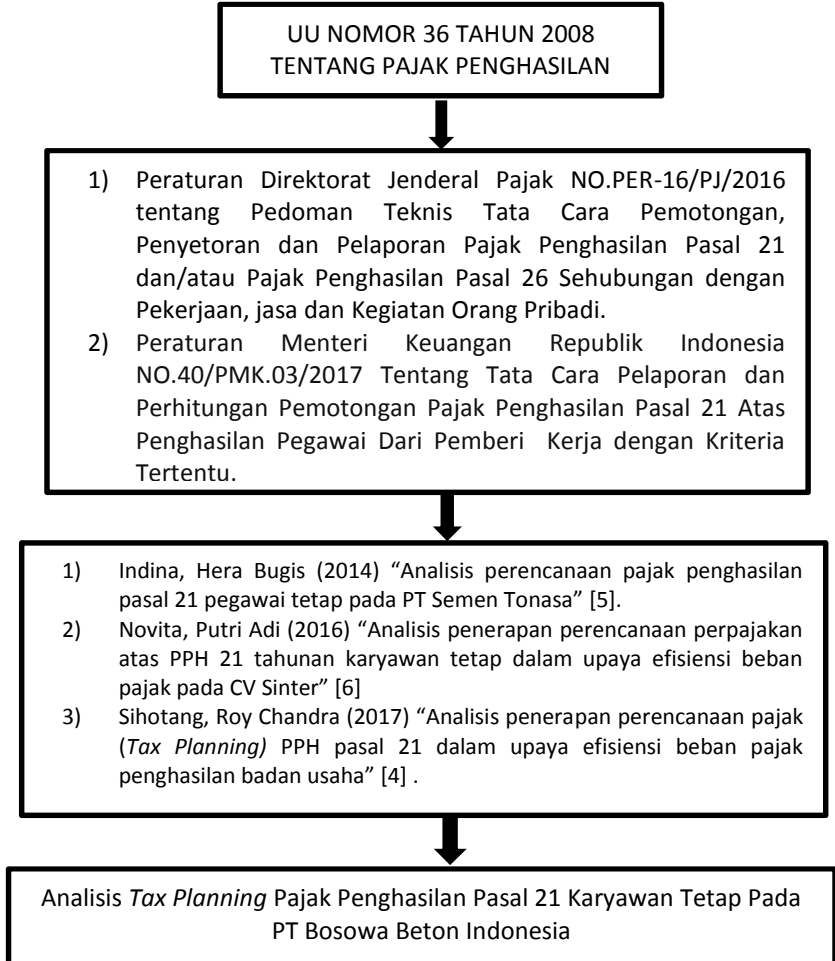 UU NOMOR 36 TAHUN 2008
TENTANG PAJAK PENGHASILAN
1) Peraturan Direktorat Jenderal Pajak NO.PER-16/PJ/2016
tentang Pedoman Teknis Tata Cara Pemotongan,
Penyetoran dan Pelaporan Pajak Penghasilan Pasal 21
dan/atau Pajak Penghasilan Pasal 26 Sehubungan dengan
Pekerjaan, jasa dan Kegiatan Orang Pribadi.
2) Peraturan Menteri Keuangan Republik Indonesia
NO.40/PMK.03/2017 Tentang Tata Cara Pelaporan dan
Perhitungan Pemotongan Pajak Penghasilan Pasal 21 Atas
Penghasilan Pegawai Dari Pemberi Kerja dengan Kriteria
Tertentu.
1) Indina, Hera Bugis (2014) “Analisis perencanaan pajak penghasilan
pasal 21 pegawai tetap pada PT Semen Tonasa” [5].
2) Novita, Putri Adi (2016) “Analisis penerapan perencanaan perpajakan
atas PPH 21 tahunan karyawan tetap dalam upaya efisiensi beban
pajak pada CV Sinter” [6]
3) Sihotang, Roy Chandra (2017) “Analisis penerapan perencanaan pajak
(Tax Planning) PPH pasal 21 dalam upaya efisiensi beban pajak
penghasilan badan usaha” [4] .
Analisis Tax Planning Pajak Penghasilan Pasal 21 Karyawan Tetap Pada
PT Bosowa Beton Indonesia